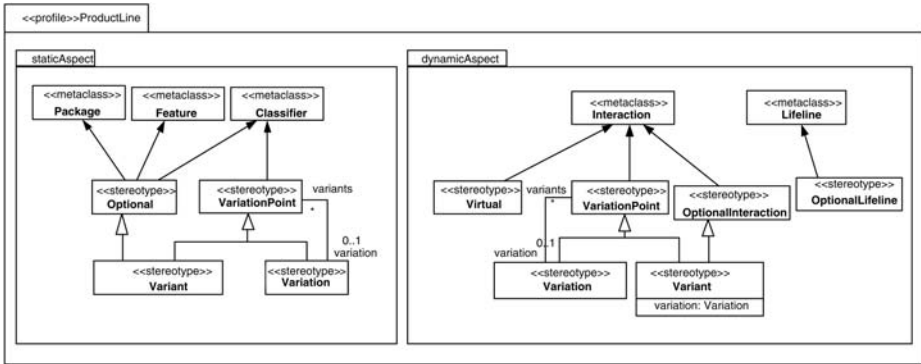 <<profile>>ProductLine
staticAspect
<<metaclass>>
Package
<<metaclass>>
Feature
<<metaclass>>
Classifier
<<stereotype>>
Optional
<<stereotype>>
VariationPoint
variants
*
0..1
variation
<<stereotype>>
Variant
<<stereotype>>
Variation
dynamicAspect
<<metaclass>>
Interaction
<<metaclass>>
Lifeline
<<stereotype>>
Virtual
variants
*
<<stereotype>>
VariationPoint
<<stereotype>>
OptionalInteraction
<<stereotype>>
OptionalLifeline
0..1
variation
<<stereotype>>
Variation
<<stereotype>>
Variant
variation: Variation